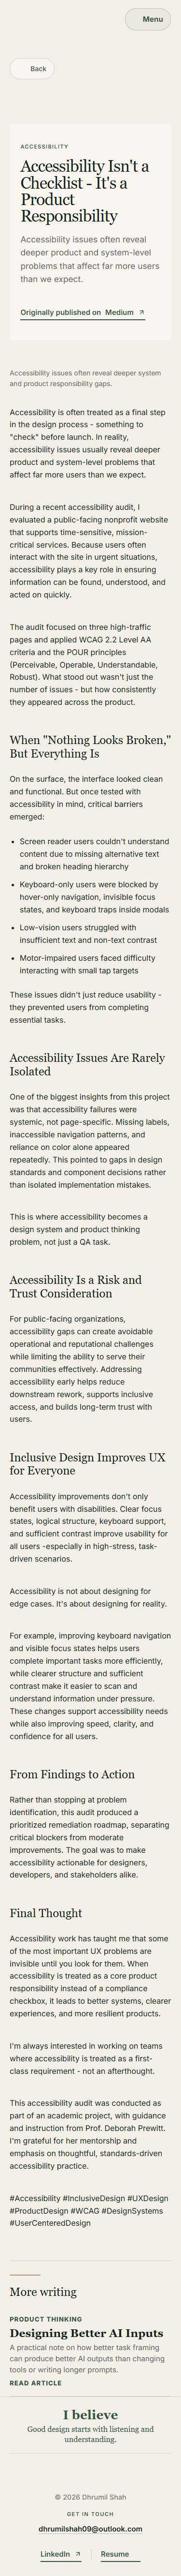 Menu
Back
ACCESSIBILITY
Accessibility Isn't a
Checklist - It's a
Product
Responsibility
Accessibility issues often reveal
deeper product and system-level
problems that affect far more users
than we expect.
Originally published on Medium ↗
Accessibility issues often reveal deeper system
and product responsibility gaps.
Accessibility is often treated as a final step
in the design process - something to
"check" before launch. In reality,
accessibility issues usually reveal deeper
product and system-level problems that
affect far more users than we expect.
During a recent accessibility audit, I
evaluated a public-facing nonprofit website
that supports time-sensitive, mission-
critical services. Because users often
interact with the site in urgent situations,
accessibility plays a key role in ensuring
information can be found, understood, and
acted on quickly.
The audit focused on three high-traffic
pages and applied WCAG 2.2 Level AA
criteria and the POUR principles
(Perceivable, Operable, Understandable,
Robust). What stood out wasn't just the
number of issues - but how consistently
they appeared across the product.
When "Nothing Looks Broken,"
But Everything Is
On the surface, the interface looked clean
and functional. But once tested with
accessibility in mind, critical barriers
emerged:
• Screen reader users couldn't understand
content due to missing alternative text
and broken heading hierarchy
• Keyboard-only users were blocked by
hover-only navigation, invisible focus
states, and keyboard traps inside modals
• Low-vision users struggled with
insufficient text and non-text contrast
• Motor-impaired users faced difficulty
interacting with small tap targets
These issues didn't just reduce usability -
they prevented users from completing
essential tasks.
Accessibility Issues Are Rarely
Isolated
One of the biggest insights from this project
was that accessibility failures were
systemic, not page-specific. Missing labels,
inaccessible navigation patterns, and
reliance on color alone appeared
repeatedly. This pointed to gaps in design
standards and component decisions rather
than isolated implementation mistakes.
This is where accessibility becomes a
design system and product thinking
problem, not just a QA task.
Accessibility Is a Risk and
Trust Consideration
For public-facing organizations,
accessibility gaps can create avoidable
operational and reputational challenges
while limiting the ability to serve their
communities effectively. Addressing
accessibility early helps reduce
downstream rework, supports inclusive
access, and builds long-term trust with
users.
Inclusive Design Improves UX
for Everyone
Accessibility improvements don't only
benefit users with disabilities. Clear focus
states, logical structure, keyboard support,
and sufficient contrast improve usability for
all users -especially in high-stress, task-
driven scenarios.
Accessibility is not about designing for
edge cases. It's about designing for reality.
For example, improving keyboard navigation
and visible focus states helps users
complete important tasks more efficiently,
while clearer structure and sufficient
contrast make it easier to scan and
understand information under pressure.
These changes support accessibility needs
while also improving speed, clarity, and
confidence for all users.
From Findings to Action
Rather than stopping at problem
identification, this audit produced a
prioritized remediation roadmap, separating
critical blockers from moderate
improvements. The goal was to make
accessibility actionable for designers,
developers, and stakeholders alike.
Final Thought
Accessibility work has taught me that some
of the most important UX problems are
invisible until you look for them. When
accessibility is treated as a core product
responsibility instead of a compliance
checkbox, it leads to better systems, clearer
experiences, and more resilient products.
I'm always interested in working on teams
where accessibility is treated as a first-
class requirement - not an afterthought.
This accessibility audit was conducted as
part of an academic project, with guidance
and instruction from Prof. Deborah Prewitt.
I'm grateful for her mentorship and
emphasis on thoughtful, standards-driven
accessibility practice.
#Accessibility #InclusiveDesign #UXDesign
#ProductDesign #WCAG #DesignSystems
#UserCenteredDesign
More writing
PRODUCT THINKING
Designing Better AI Inputs
A practical note on how better task framing
can produce better AI outputs than changing
tools or writing longer prompts.
READ ARTICLE
I believe
Good design starts with listening and
understanding.
© 2026 Dhrumil Shah
GET IN TOUCH
dhrumilshah09@outlook.com
LinkedIn ↗ Resume